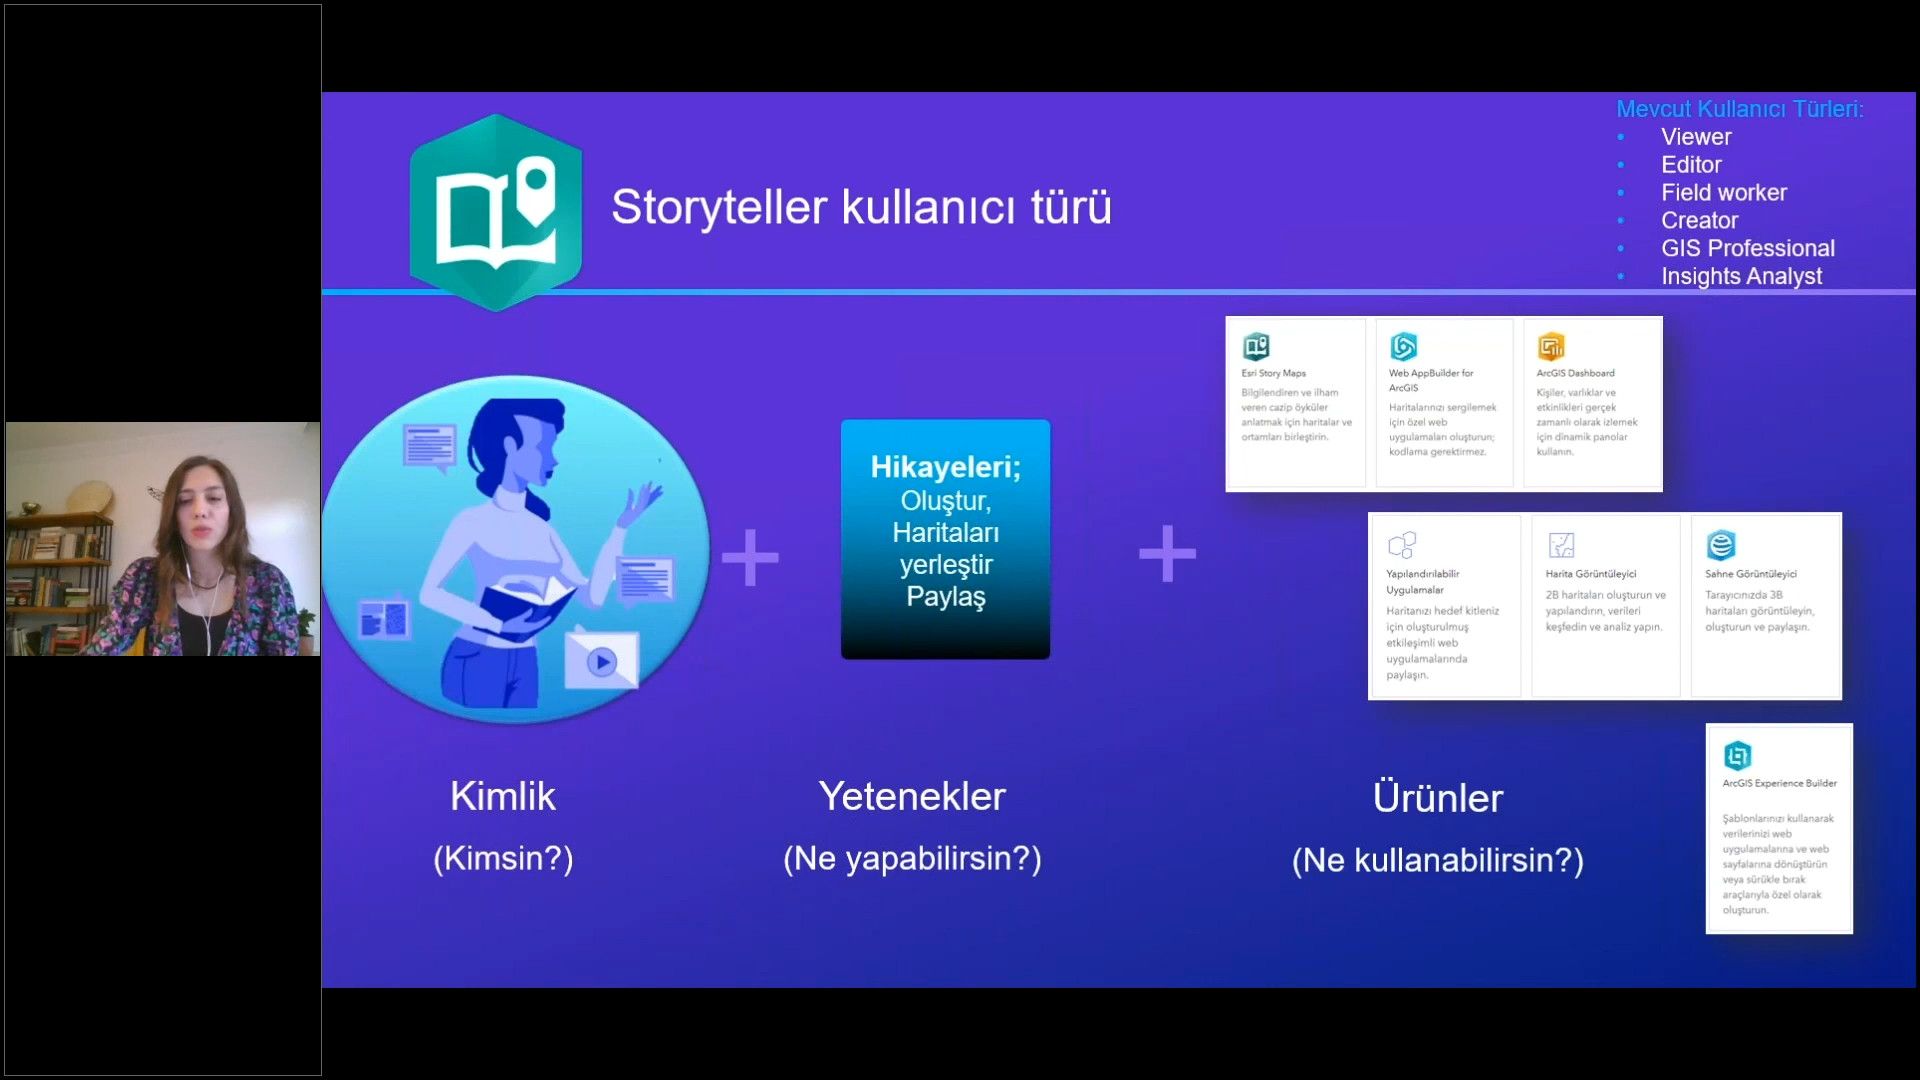 Mevcut Kullanıcı Türleri:
• Viewer
• Editor
• Field worker
• Creator
• GIS Professional
• Insights Analyst
Storyteller kullanıcı türü
Hikayeleri;
Oluştur,
Haritaları
yerleştir
Paylaş
Esri Story Maps
Bilgilendiren ve ilham
veren cazip öyküler
anlatmak için haritalar ve
ortamları birleştirin.
Web AppBuilder for
ArcGIS
Haritalarınızı sergilemek
için özel web
uygulamaları oluşturun;
kodlama gerektirmez.
ArcGIS Dashboard
Kişiler, varlıklar ve
etkinlikleri gerçek
zamanlı olarak izlemek
için dinamik panolar
kullanın.
Yapılandırılabilir
Uygulamalar
Haritanızı hedef kitleniz
için oluşturulmuş
etkileşimli web
uygulamalarında
paylaşın.
Harita Görüntüleyici
2B haritaları oluşturun ve
yapılandırın, verileri
keşfedin ve analiz yapın.
Sahne Görüntüleyici
Tarayıcınızda 3B
haritaları görüntüleyin,
oluşturun ve paylaşın.
ArcGIS Experience Builder
Şablonlarınızı kullanarak
verilerinizi web
uygulamalarına ve web
sayfalarına dönüştürün
veya sürükle bırak
araçlarıyla özel olarak
oluşturun.
Kimlik
(Kimsin?)
Yetenekler
(Ne yapabilirsin?)
Ürünler
(Ne kullanabilirsin?)